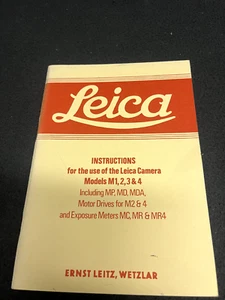 Leica
INSTRUCTIONS
for the use of the Leica Camera
Models M1, 2, 3 & 4
Including MP, MD, MDA,
Motor Drives for M2 & 4
and Exposure Meters MC, MR & MR4
ERNST LEITZ, WETZLAR